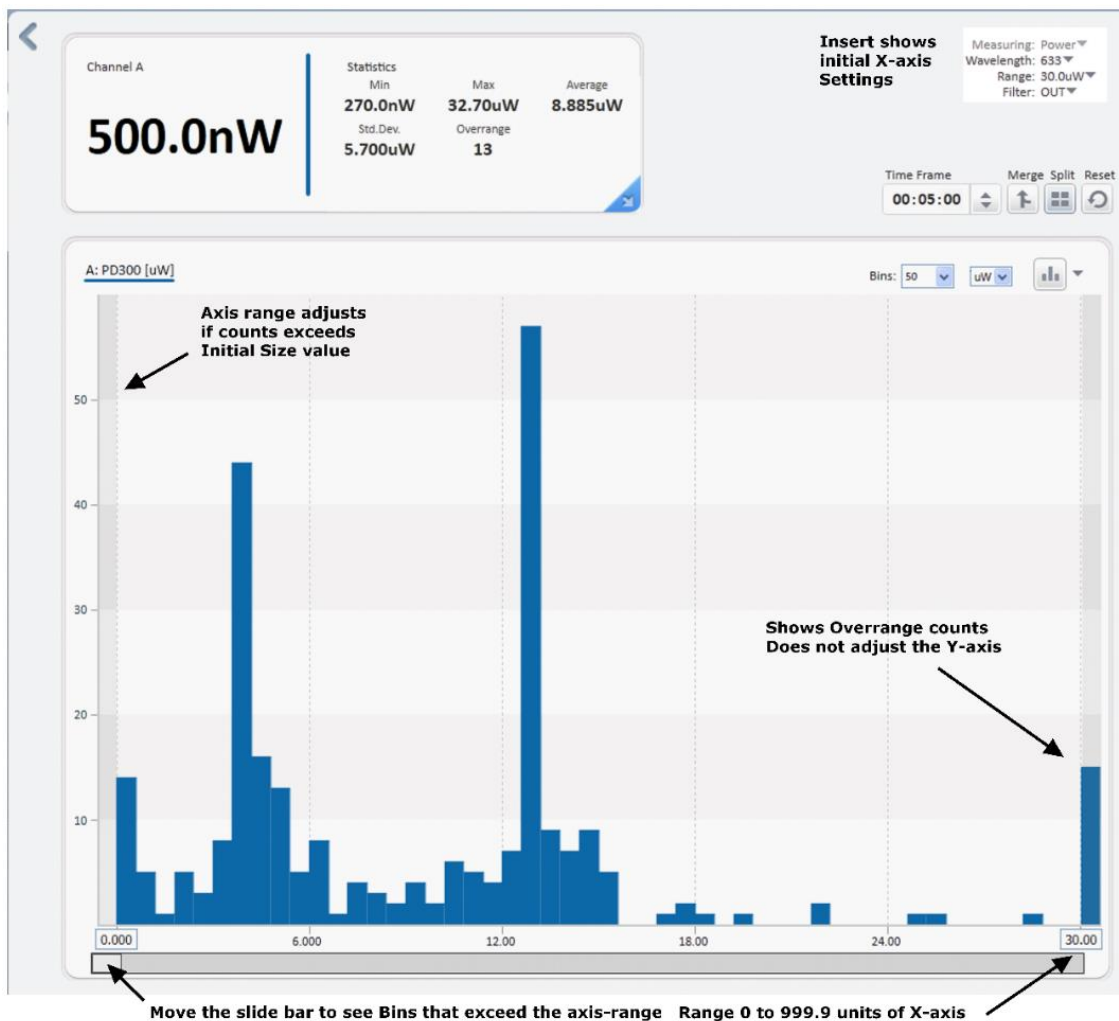 Insert shows
initial X-axis
Settings
Measuring: Power
Wavelength: 633
Range: 30.0uW
Filter: OUT
Channel A
500.0nW
Statistics
Min Max Average
270.0nW 32.70uW 8.885uW
Std.Dev. Overrange
5.700uW 13
Time Frame Merge Split Reset
00:05:00
A: PD300 [uW]
Bins: 50 uW
Axis range adjusts
if counts exceeds
Initial Size value
50
40
30
Shows Overrange counts
Does not adjust the Y-axis
20
10
0.000 6.000 12.00 18.00 24.00 30.00
Move the slide bar to see Bins that exceed the axis-range Range 0 to 999.9 units of X-axis